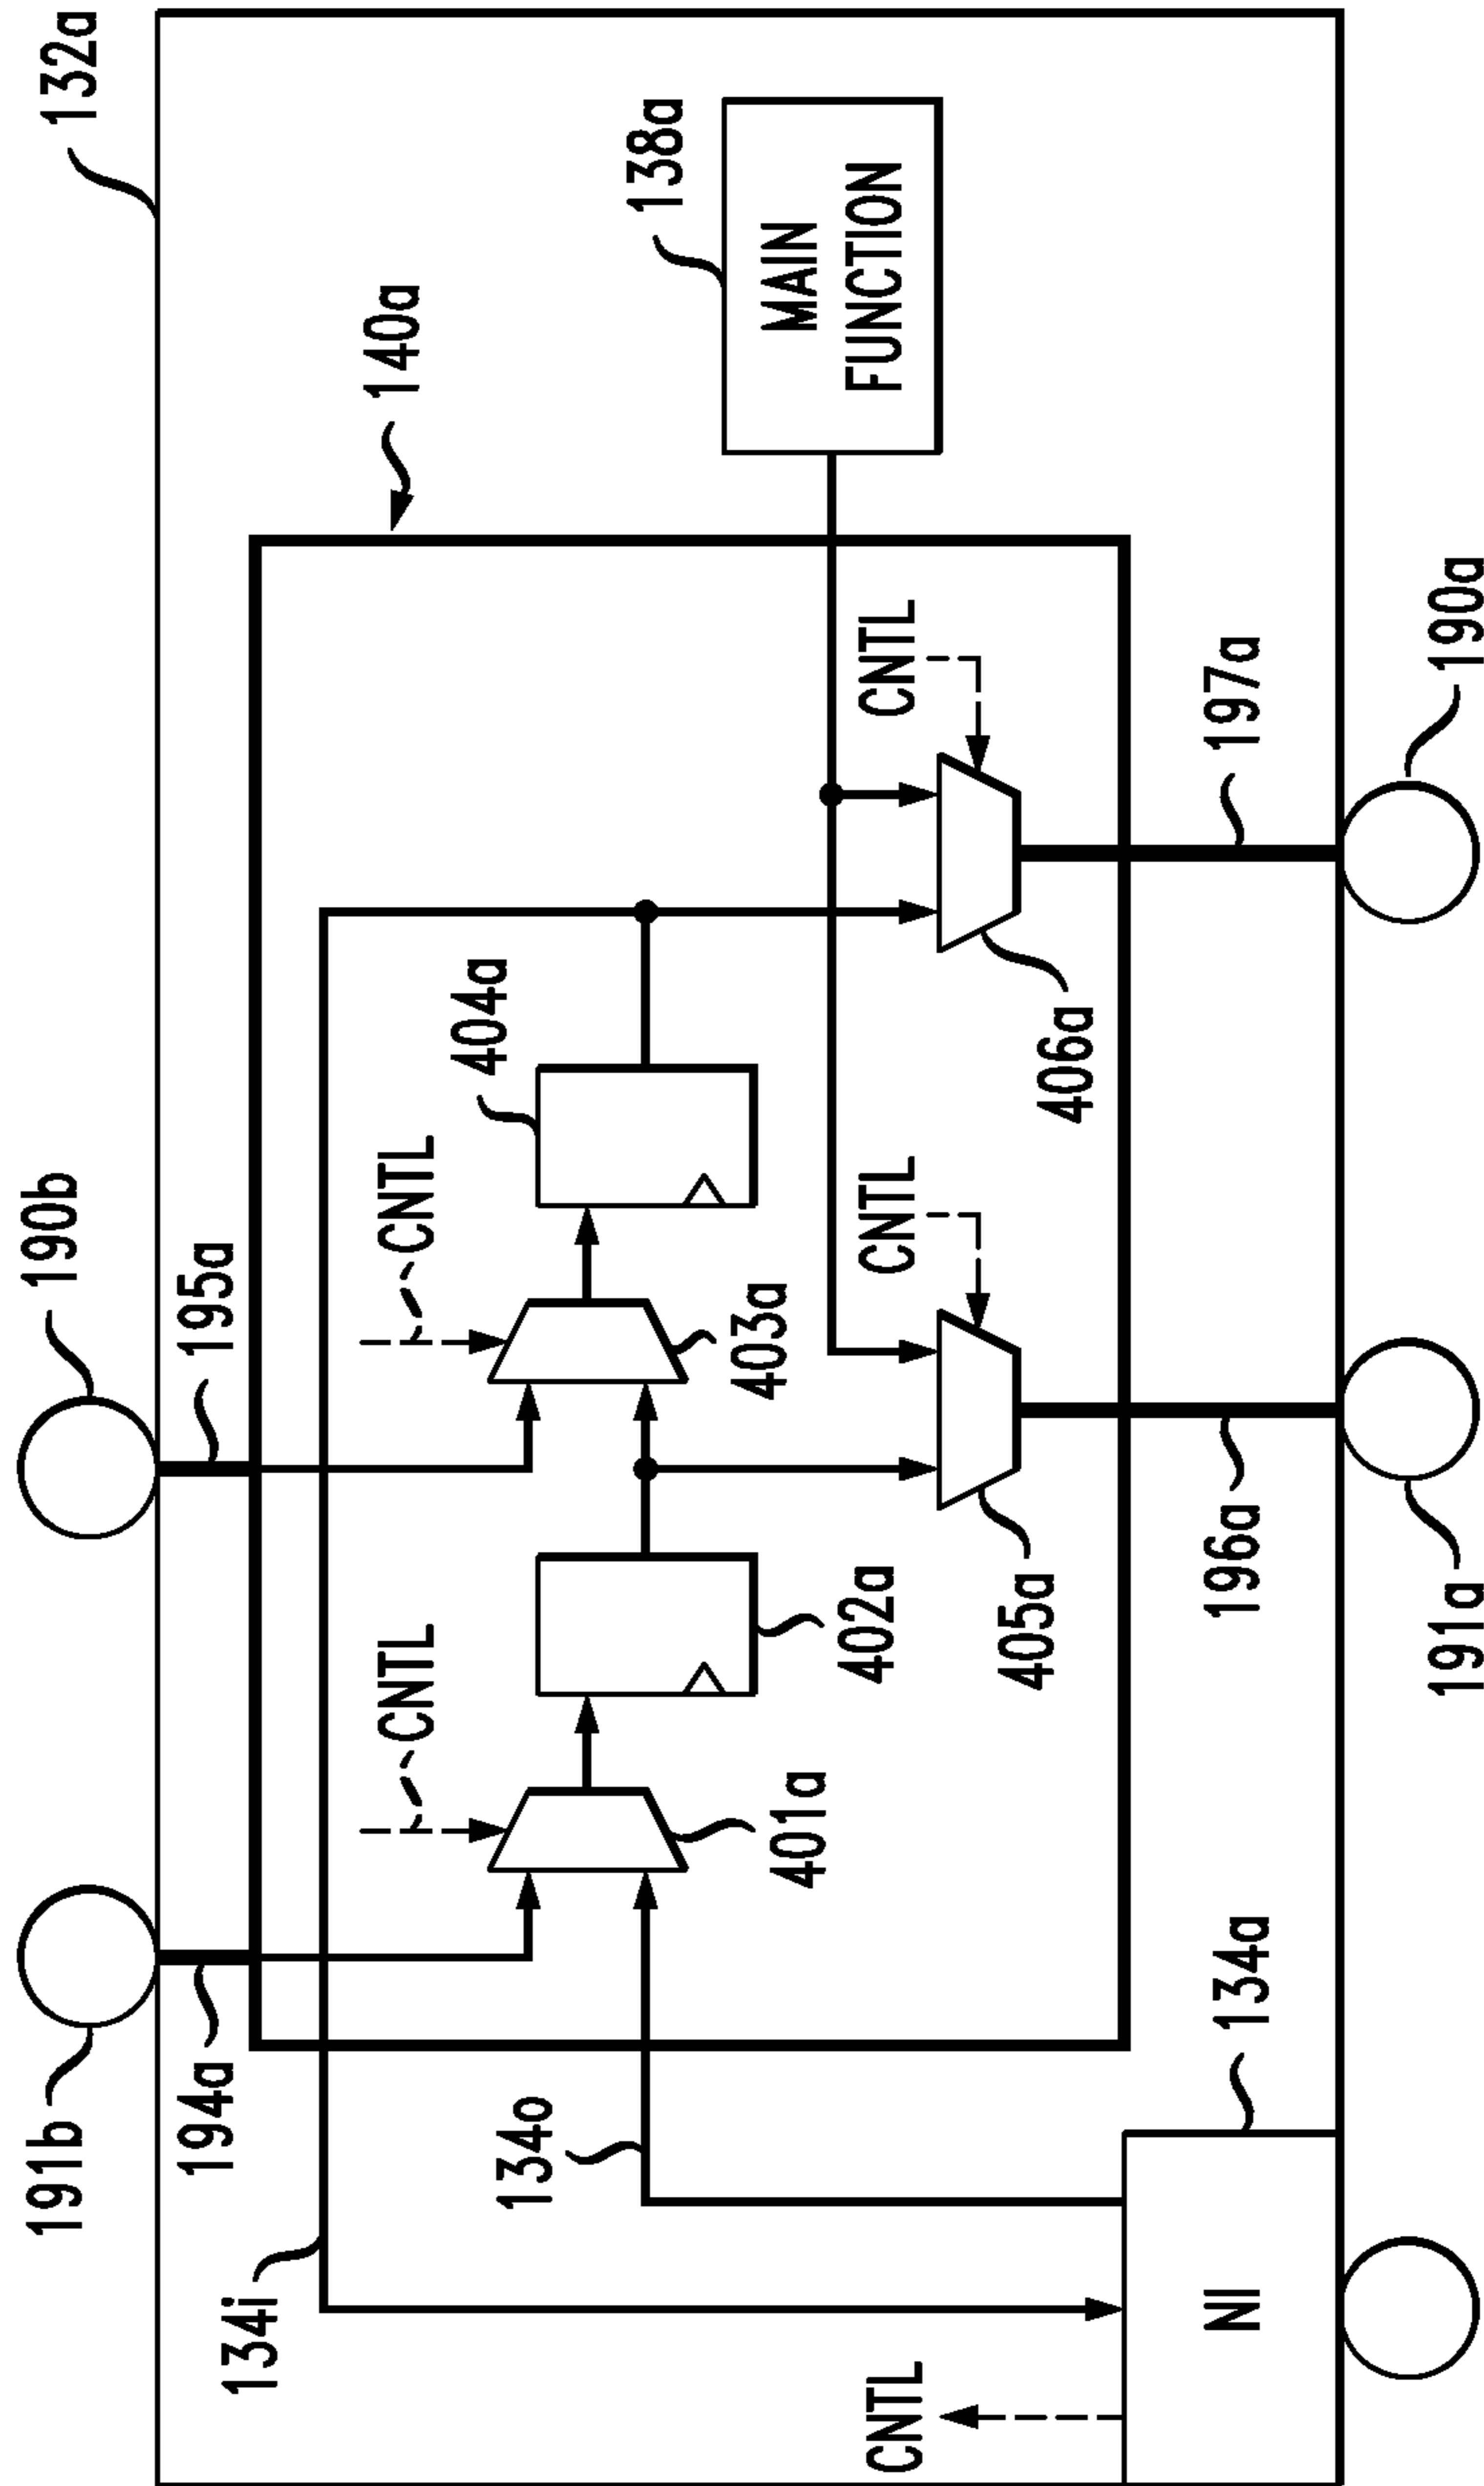 191b
190b
132a
194a
195a
134i
CNTL
CNTL
140a
404a
134o
138a
403a
401a
MAIN
FUNCTION
402a
CNTL
CNTL
CNTL
405a
406a
NI
134a
196a
197a
191a
190a